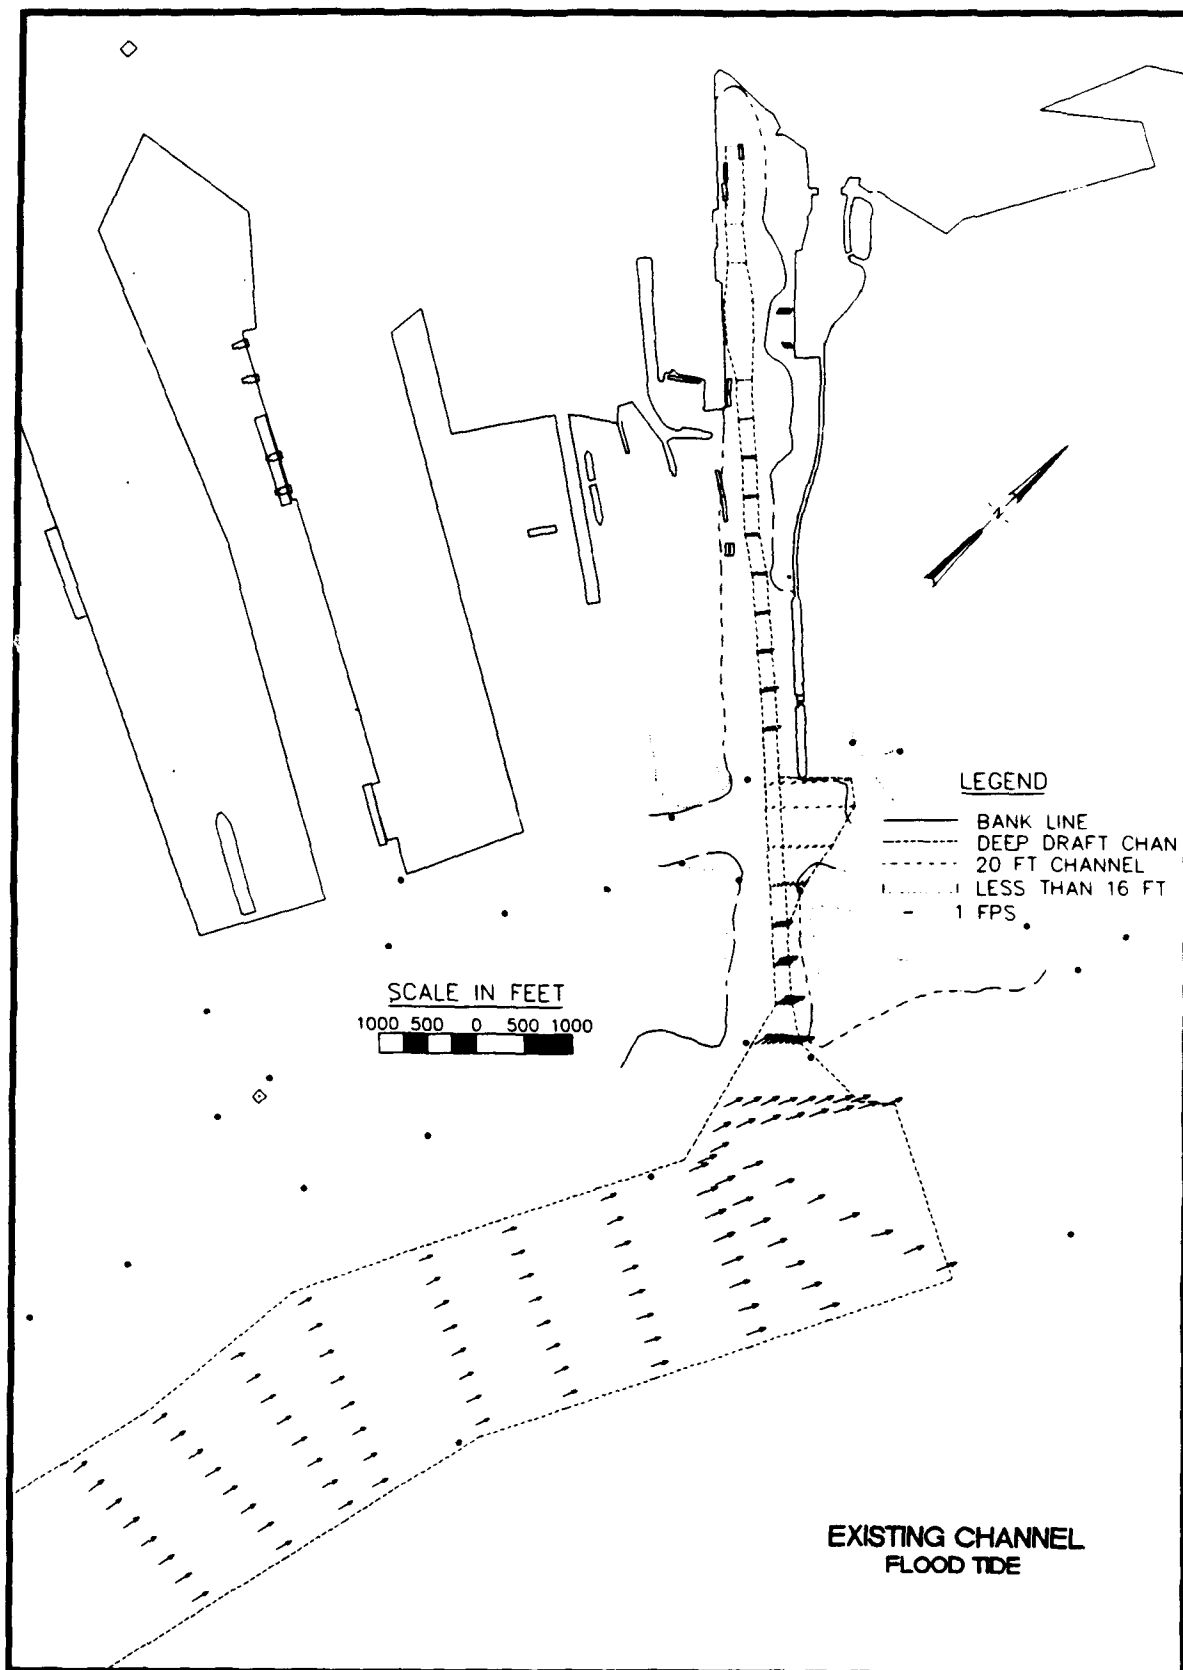 N
LEGEND
BANK LINE
DEEP DRAFT CHAN
20 FT CHANNEL
LESS THAN 16 FT
1 FPS
SCALE IN FEET
1000 500 0 500 1000
EXISTING CHANNEL
FLOOD TIDE